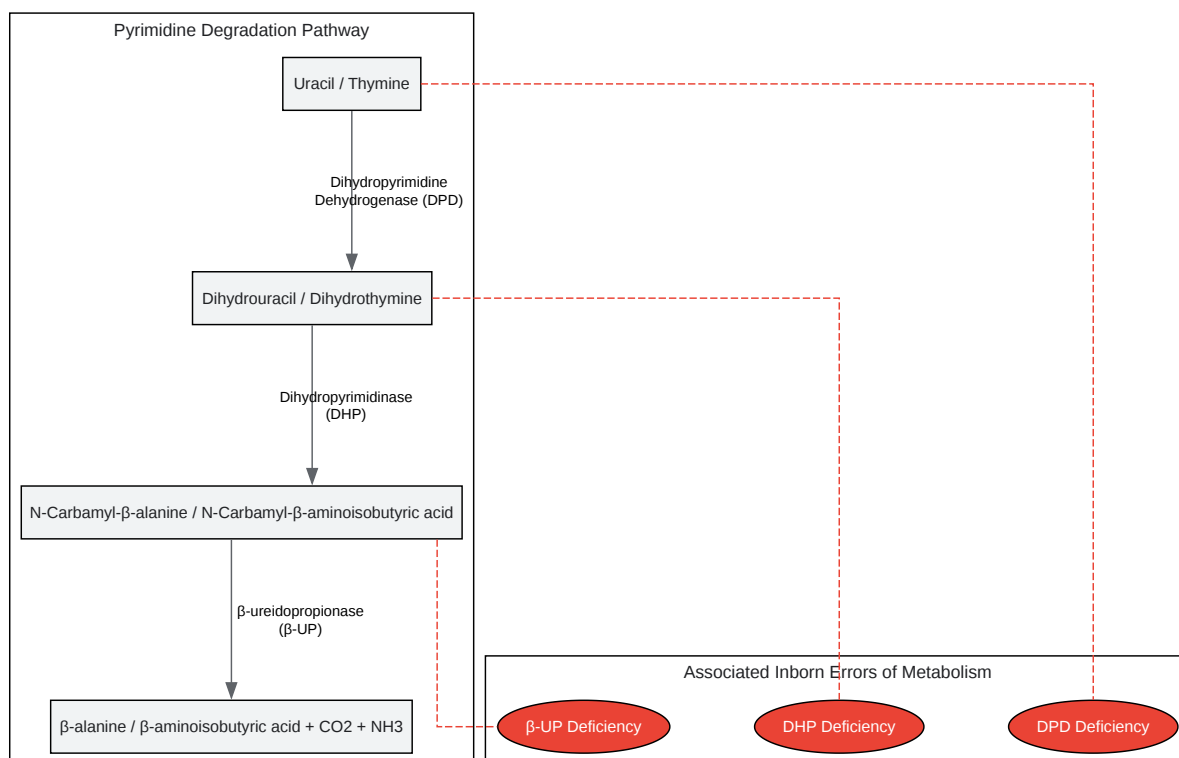 Pyrimidine Degradation Pathway
Uracil / Thymine
Dihydropyrimidine
Dehydrogenase (DPD)
Dihydrouracil / Dihydrothymine
Dihydropyrimidinase
(DHP)
N-Carbamyl-β-alanine / N-Carbamyl-β-aminoisobutyric acid
β-ureidopropionase
(β-UP)
β-alanine / β-aminoisobutyric acid + CO2 + NH3
Associated Inborn Errors of Metabolism
β-UP Deficiency
DHP Deficiency
DPD Deficiency